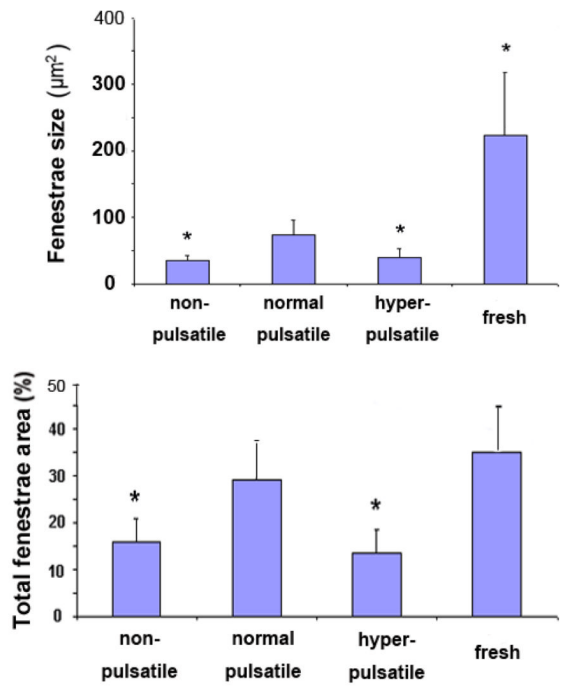 Fenestrae size (µm²)
400
300
200
100
0
*
*
*
non-
pulsatile
normal
pulsatile
hyper-
pulsatile
fresh
Total fenestrae area (%)
50
40
30
20
10
0
*
*
non-
pulsatile
normal
pulsatile
hyper-
pulsatile
fresh